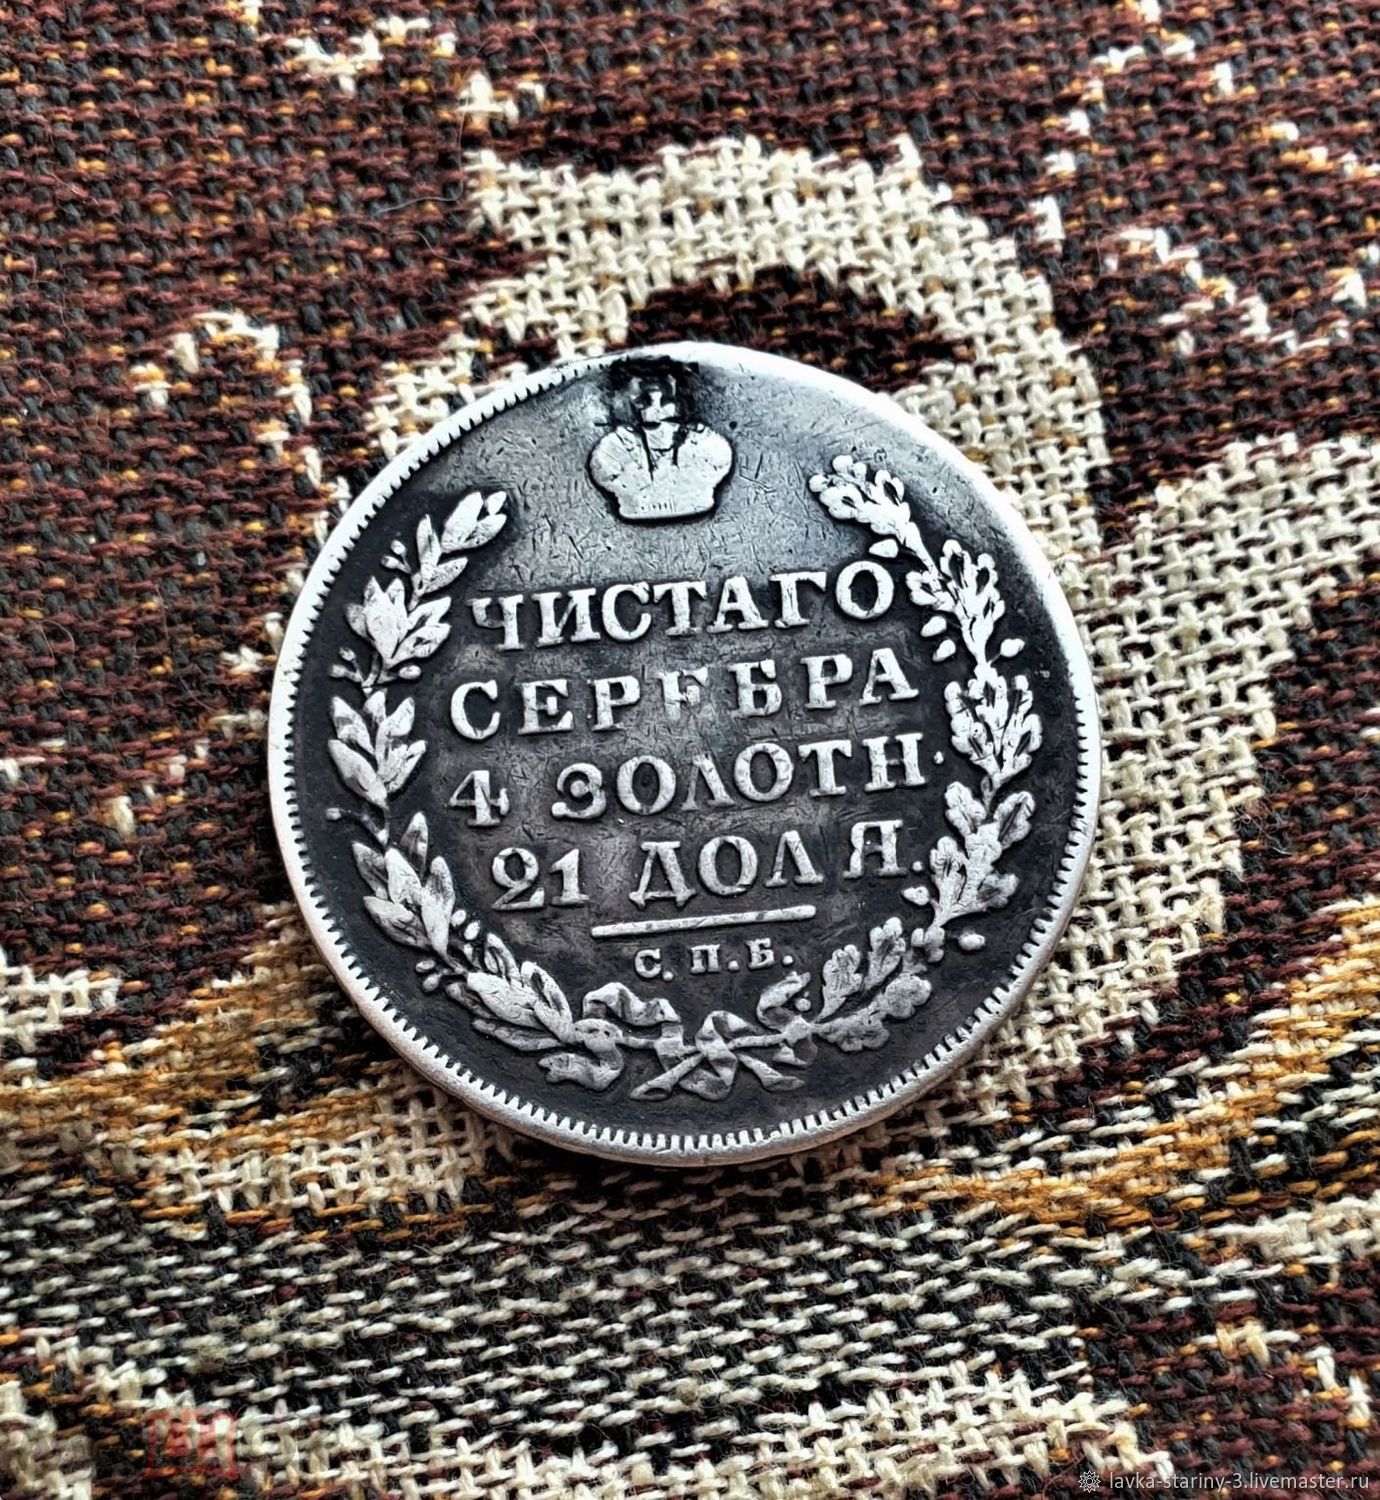 ЧИСТАГО
СЕРЕБРА
4 ЗОЛОТН.
21 ДОЛЯ.
С. П. Б.
lavka-stariny-3.livemaster.ru